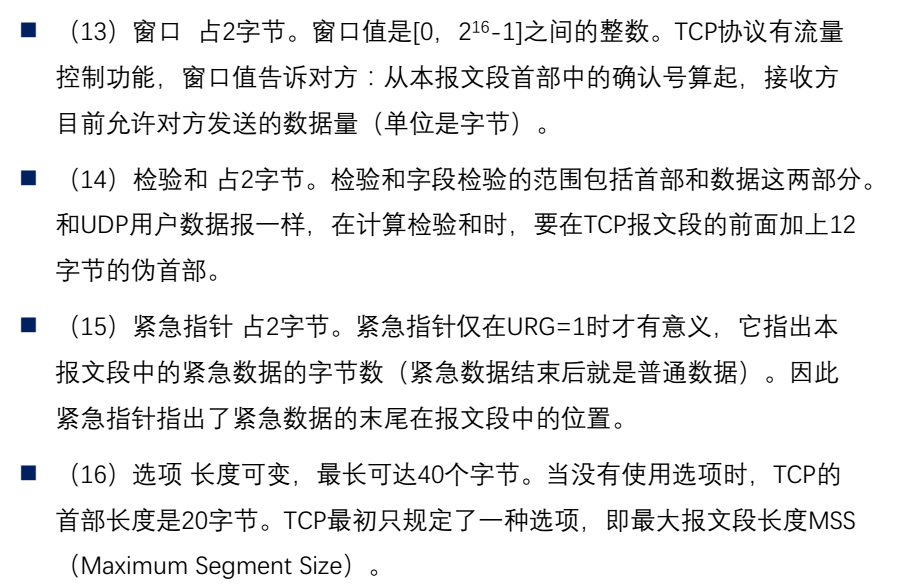 ■ （13）窗口 占2字节。窗口值是[0，2¹⁶-1]之间的整数。TCP协议有流量
控制功能，窗口值告诉对方：从本报文段首部中的确认号算起，接收方
目前允许对方发送的数据量（单位是字节）。
■ （14）检验和 占2字节。检验和字段检验的范围包括首部和数据这两部分。
和UDP用户数据报一样，在计算检验和时，要在TCP报文段的前面加上12
字节的伪首部。
■ （15）紧急指针 占2字节。紧急指针仅在URG=1时才有意义，它指出本
报文段中的紧急数据的字节数（紧急数据结束后就是普通数据）。因此
紧急指针指出了紧急数据的末尾在报文段中的位置。
■ （16）选项 长度可变，最长可达40个字节。当没有使用选项时，TCP的
首部长度是20字节。TCP最初只规定了一种选项，即最大报文段长度MSS
（Maximum Segment Size）。